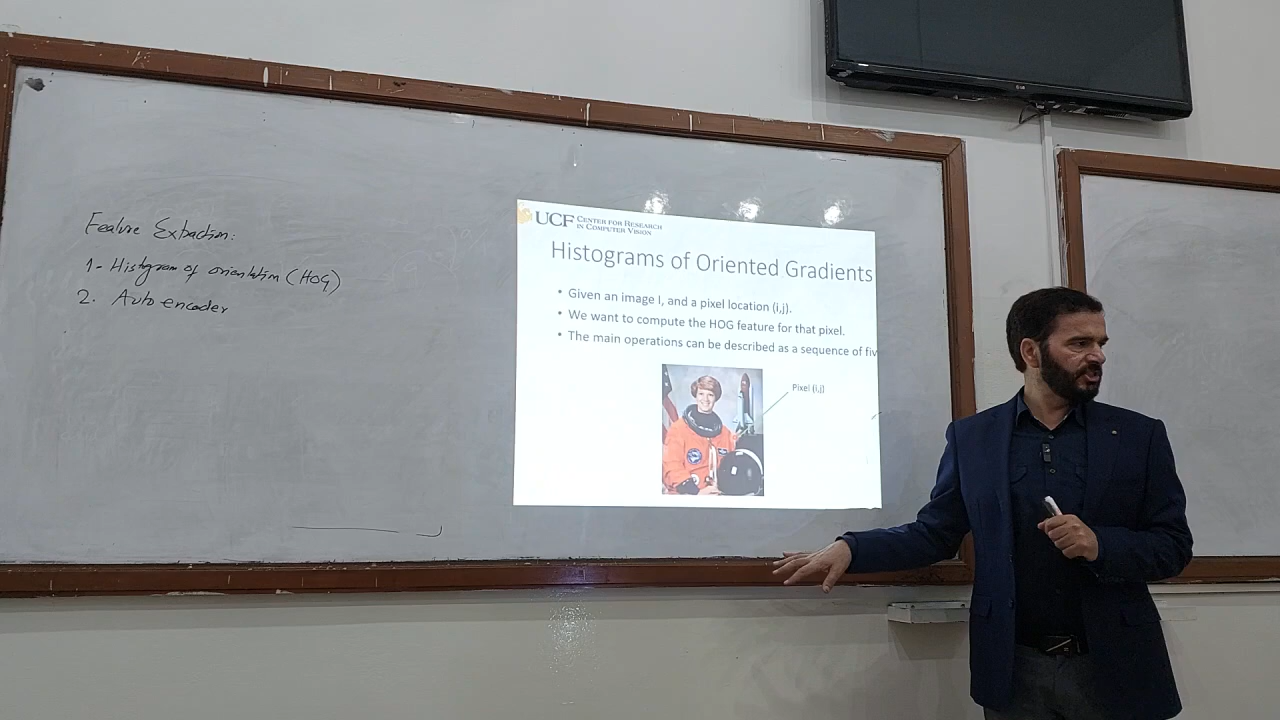 Feature Extraction:
1- Histogram of orientation (HOG)
2. Auto encoder
UCF CENTER FOR RESEARCH
IN COMPUTER VISION
Histograms of Oriented Gradients
• Given an image I, and a pixel location (i,j).
• We want to compute the HOG feature for that pixel.
• The main operations can be described as a sequence of fiv
Pixel (i,j)